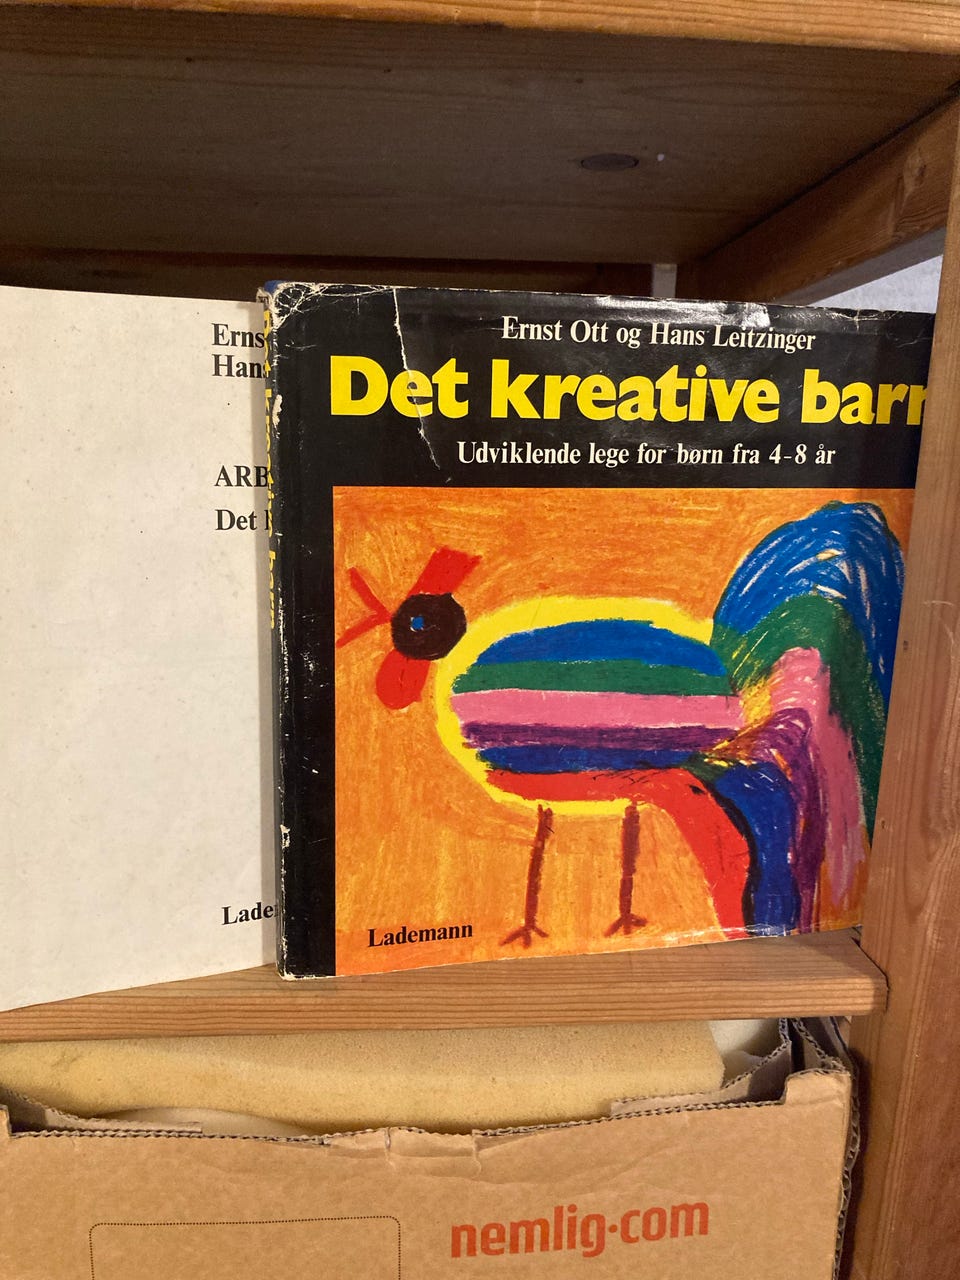 Ernst Ott og Hans Leitzinger
Det kreative barn
Udviklende lege for børn fra 4-8 år
Lademann
Erns
Hans
ARB
Det
Lade
nemlig.com